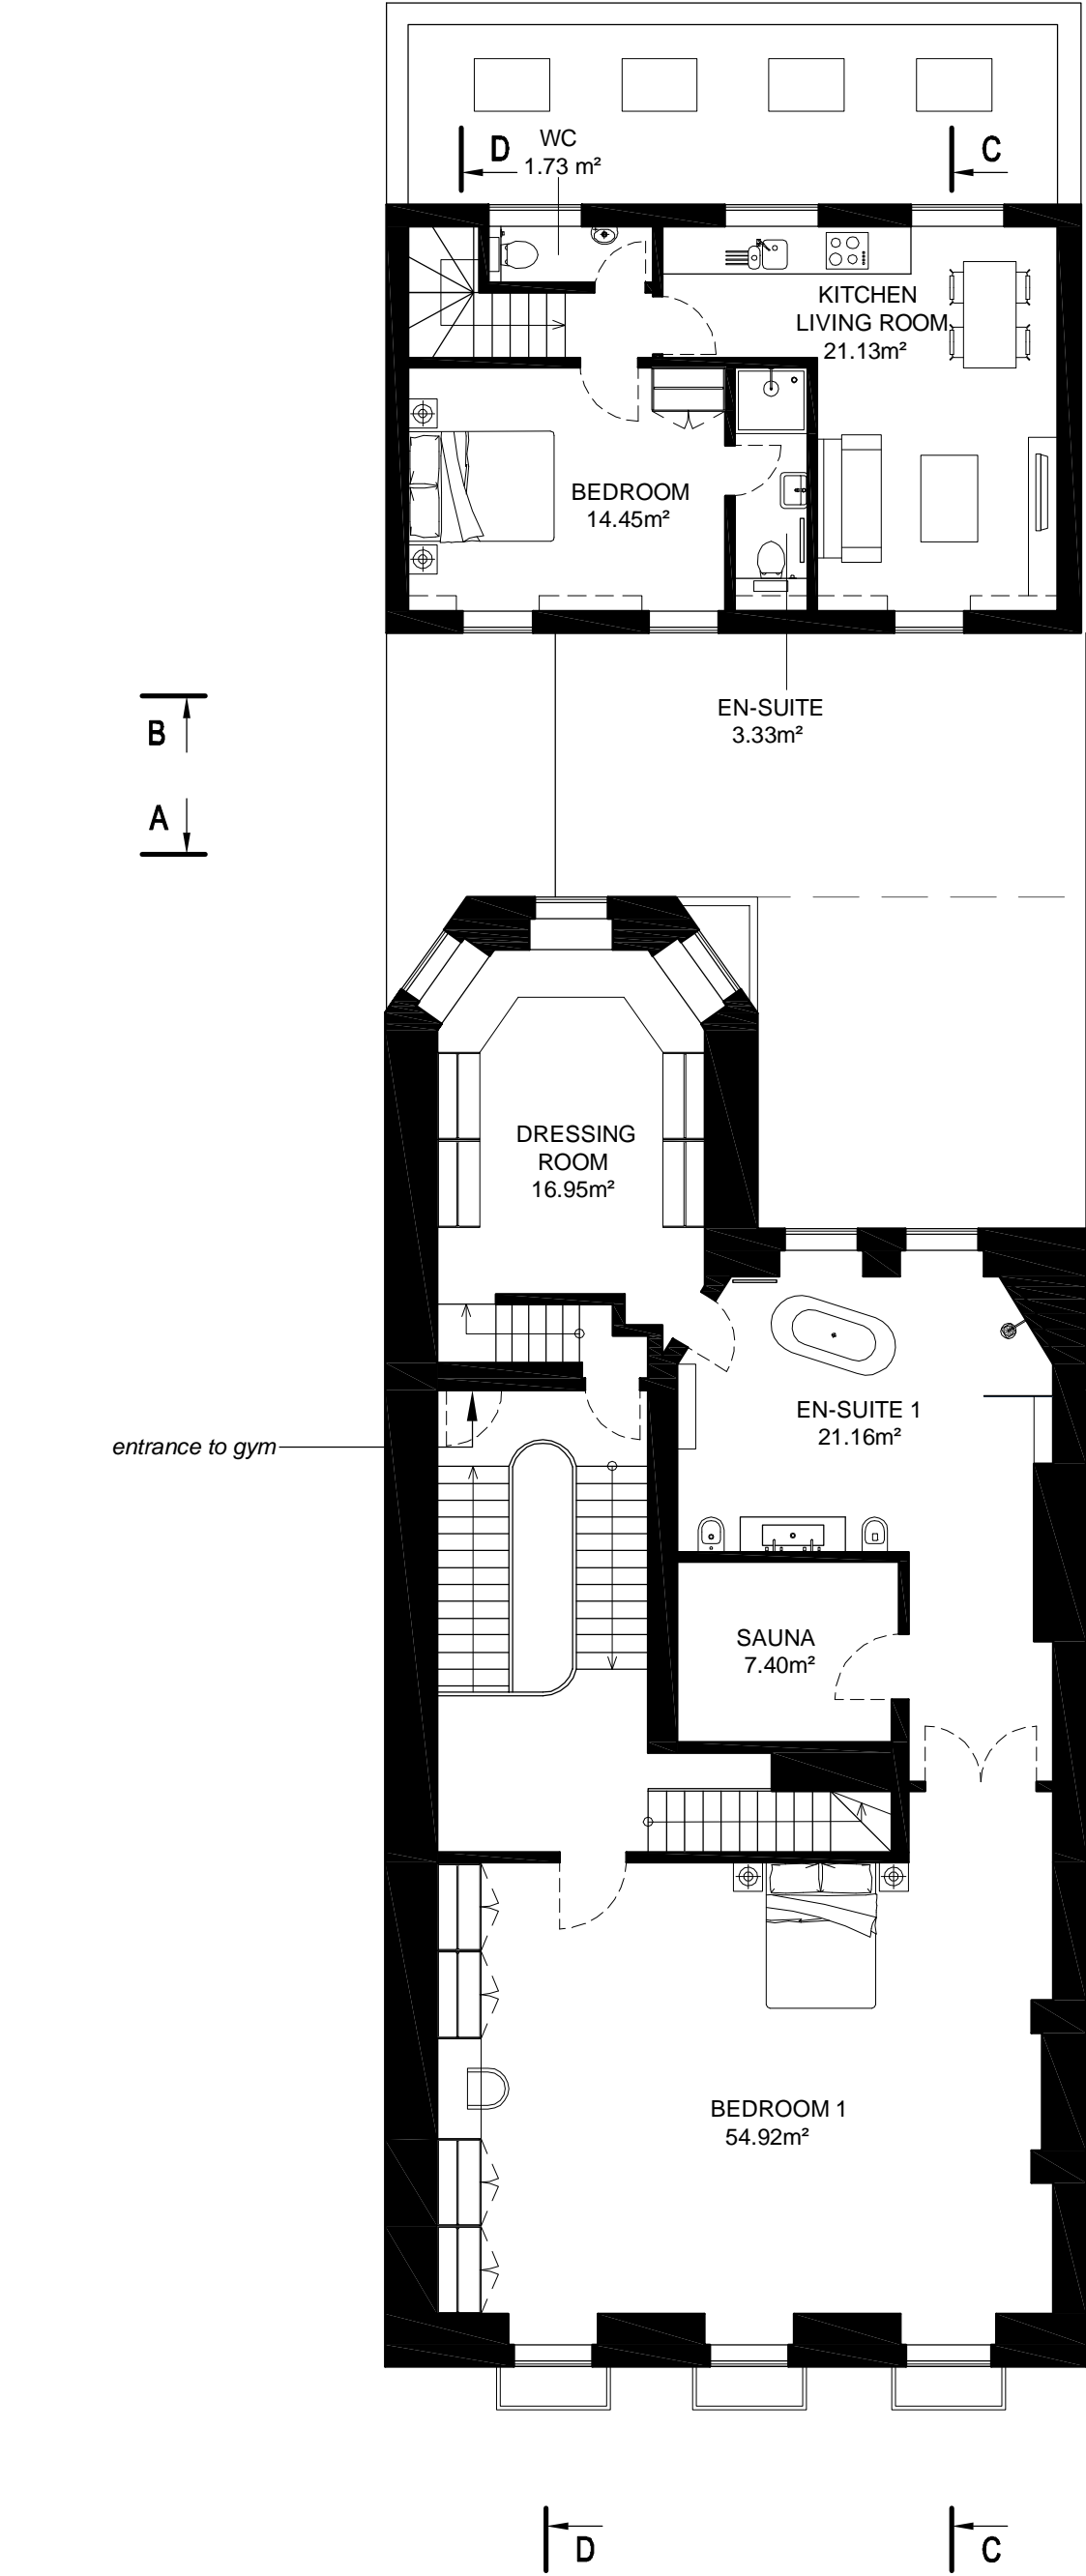 WC
D
1.73 m²
C
KITCHEN
LIVING ROOM
21.13m²
BEDROOM
14.45m²
EN-SUITE
3.33m²
B
A
DRESSING
ROOM
16.95m²
EN-SUITE 1
21.16m²
entrance to gym
SAUNA
7.40m²
BEDROOM 1
54.92m²
D
C